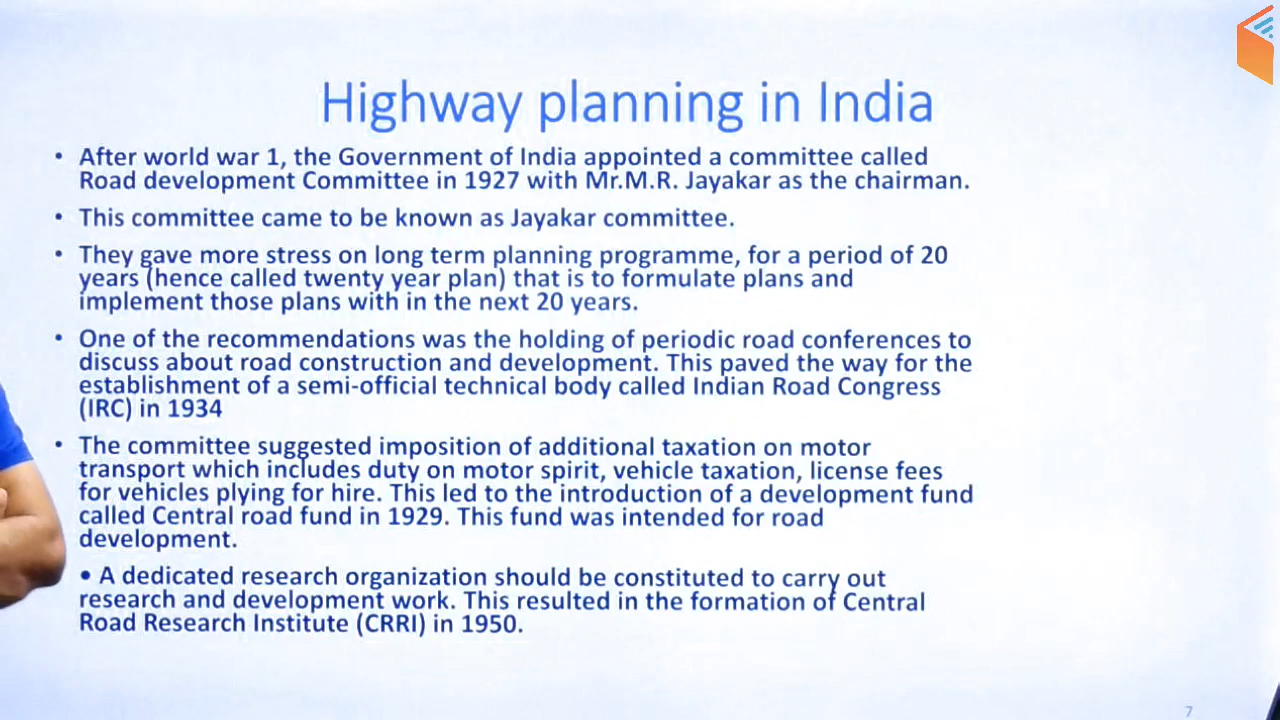 Highway planning in India
• After world war 1, the Government of India appointed a committee called
Road development Committee in 1927 with Mr.M.R. Jayakar as the chairman.
• This committee came to be known as Jayakar committee.
• They gave more stress on long term planning programme, for a period of 20
years (hence called twenty year plan) that is to formulate plans and
implement those plans with in the next 20 years.
• One of the recommendations was the holding of periodic road conferences to
discuss about road construction and development. This paved the way for the
establishment of a semi-official technical body called Indian Road Congress
(IRC) in 1934
• The committee suggested imposition of additional taxation on motor
transport which includes duty on motor spirit, vehicle taxation, license fees
for vehicles plying for hire. This led to the introduction of a development fund
called Central road fund in 1929. This fund was intended for road
development.
• A dedicated research organization should be constituted to carry out
research and development work. This resulted in the formation of Central
Road Research Institute (CRRI) in 1950.
7